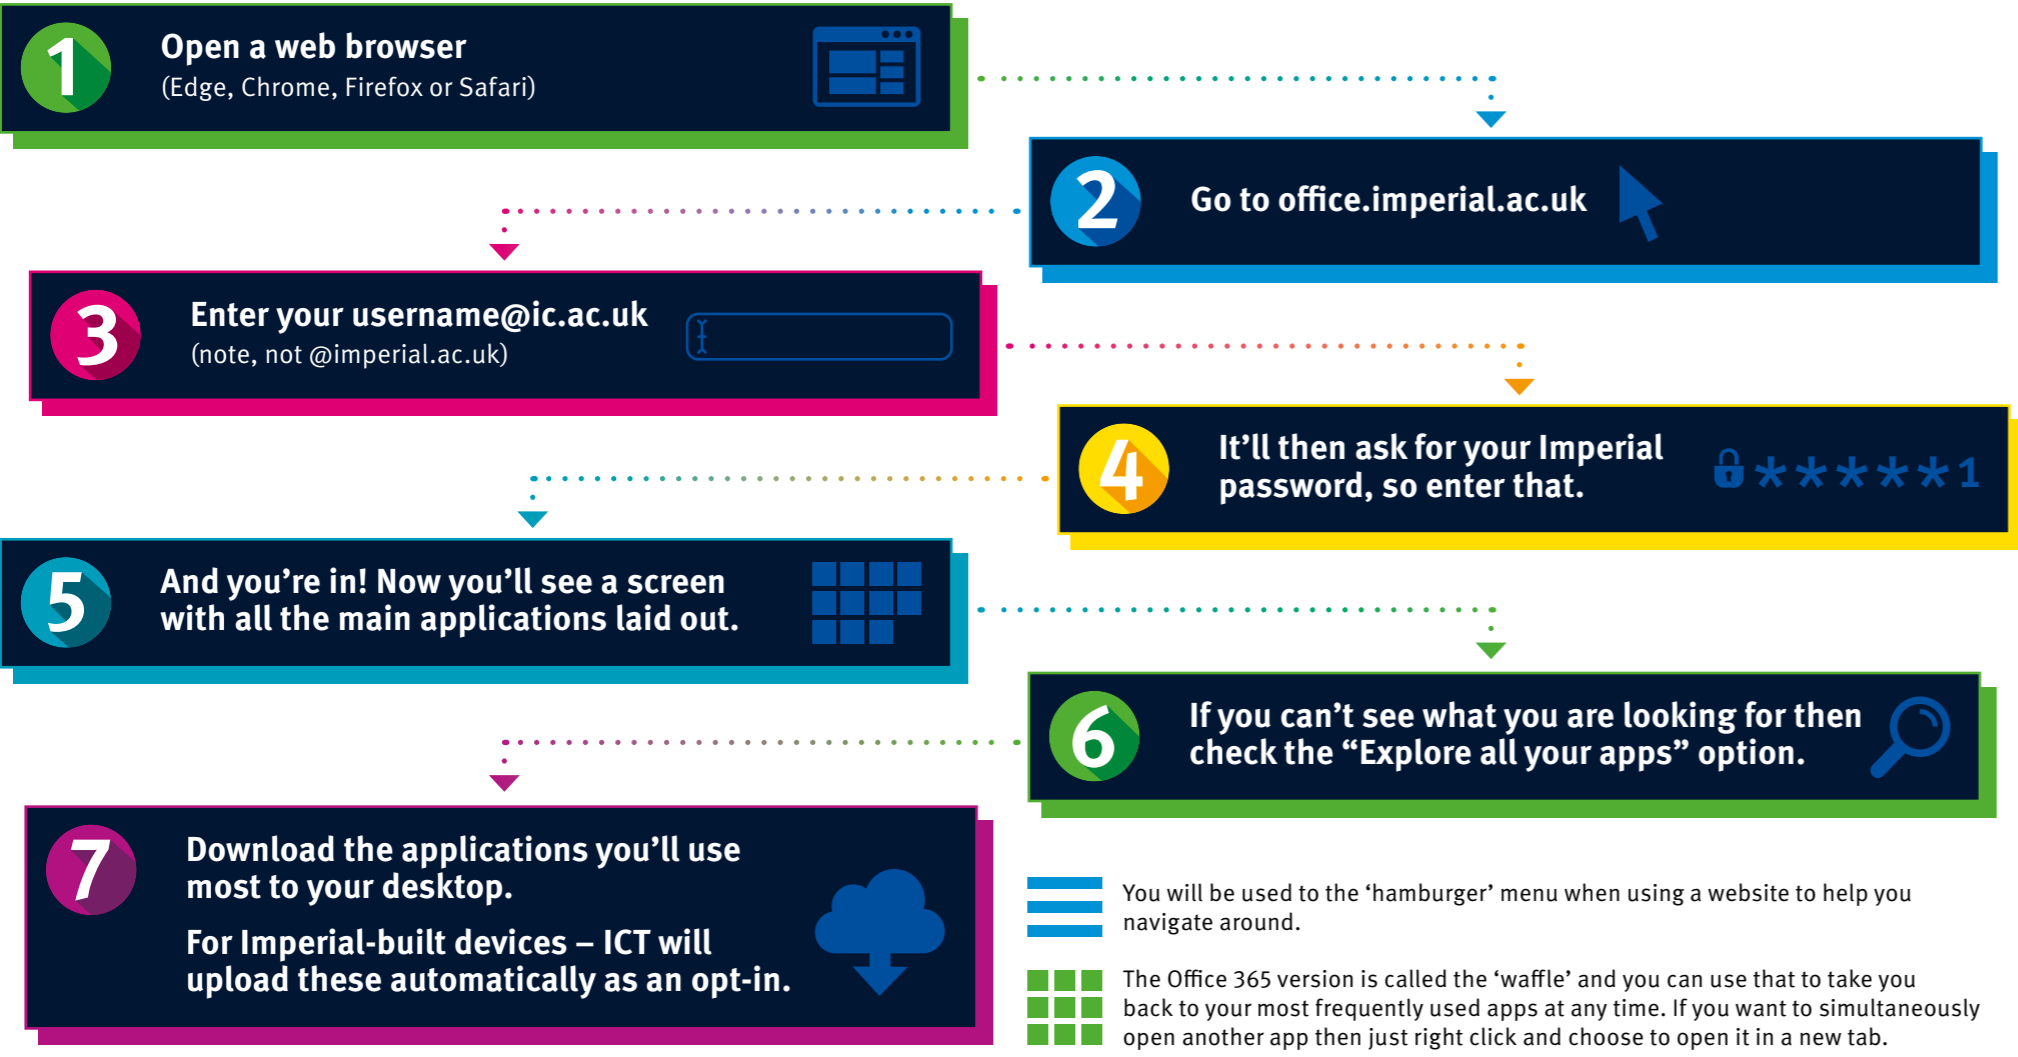 1
Open a web browser
(Edge, Chrome, Firefox or Safari)
2
Go to office.imperial.ac.uk
3
Enter your username@ic.ac.uk
(note, not @imperial.ac.uk)
4
It’ll then ask for your Imperial
password, so enter that.
*****1
5
And you’re in! Now you’ll see a screen
with all the main applications laid out.
6
If you can’t see what you are looking for then
check the “Explore all your apps” option.
7
Download the applications you’ll use
most to your desktop.
For Imperial-built devices – ICT will
upload these automatically as an opt-in.
You will be used to the ‘hamburger’ menu when using a website to help you
navigate around.
The Office 365 version is called the ‘waffle’ and you can use that to take you
back to your most frequently used apps at any time. If you want to simultaneously
open another app then just right click and choose to open it in a new tab.